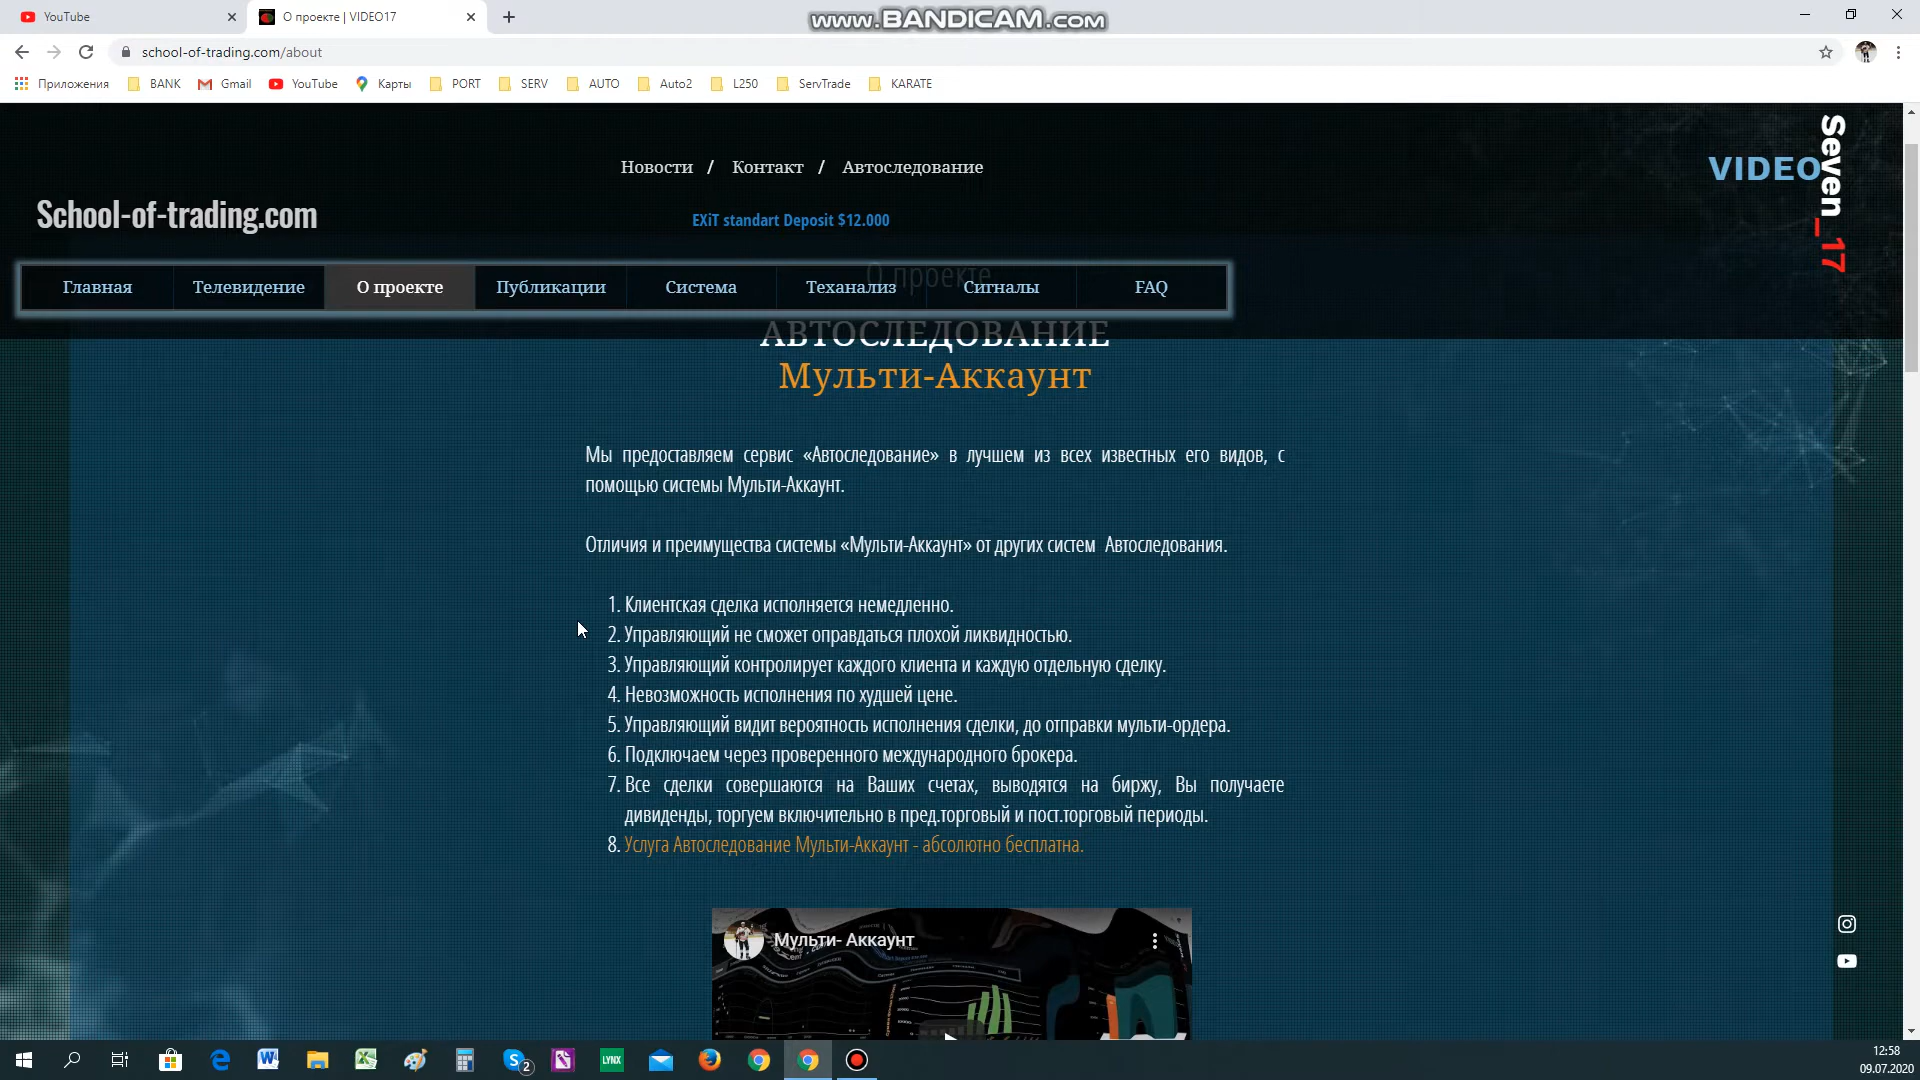 YouTube
О проекте | VIDEO17
www.BANDICAM.com
school-of-trading.com/about
Приложения BANK Gmail YouTube Карты PORT SERV AUTO Auto2 L250 ServTrade KARATE
Новости / Контакт / Автоследование
VIDEO
Seven_17
School-of-trading.com
EXiT standart Deposit $12.000
О проекте
Главная Телевидение О проекте Публикации Система Теханализ Сигналы FAQ
АВТОСЛЕДОВАНИЕ
Мульти-Аккаунт
Мы предоставляем сервис «Автоследование» в лучшем из всех известных его видов, с
помощью системы Мульти-Аккаунт.
Отличия и преимущества системы «Мульти-Аккаунт» от других систем Автоследования.
1. Клиентская сделка исполняется немедленно.
2. Управляющий не сможет оправдаться плохой ликвидностью.
3. Управляющий контролирует каждого клиента и каждую отдельную сделку.
4. Невозможность исполнения по худшей цене.
5. Управляющий видит вероятность исполнения сделки, до отправки мульти-ордера.
6. Подключаем через проверенного международного брокера.
7. Все сделки совершаются на Ваших счетах, выводятся на биржу, Вы получаете
дивиденды, торгуем включительно в пред.торговый и пост.торговый периоды.
8. Услуга Автоследование Мульти-Аккаунт - абсолютно бесплатна.
Мульти- Аккаунт
2
LYNX
12:58
09.07.2020